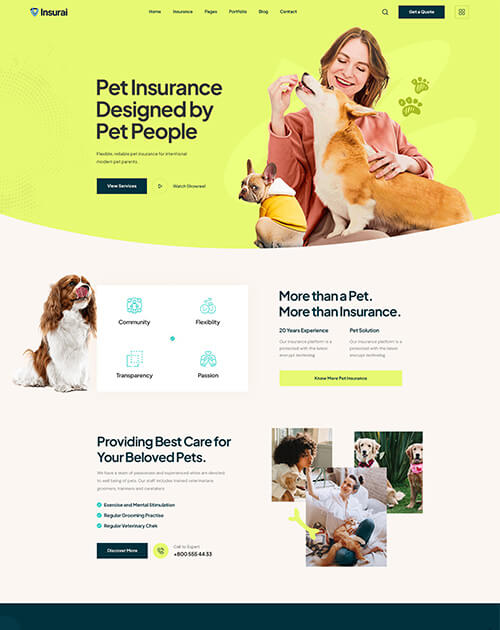 Insurai
Home Insurance Pages Portfolio Blog Contact
Get a Quote
Pet Insurance
Designed by
Pet People
Flexible, reliable pet insurance for intentional
modern pet parents.
View Services
Watch Showreel
Community
Flexiblity
Transparency
Passion
More than a Pet.
More than Insurance.
20 Years Experience
Our insurance platform is a
protected with the latest
encrypt technolog
Pet Solution
Our insurance platform is a
protected with the latest
encrypt technolog
Know More Pet Insurance
Providing Best Care for
Your Beloved Pets.
We have a team of passionate and experienced who are devoted
to well being of pets. Our staff includes trained veterinarians
groomers, trainers and caretakers
Exercise and Mental Stimulation
Regular Grooming Practise
Regular Veterinary Chek
Discover More
Call to Expert
+800 555 44 33